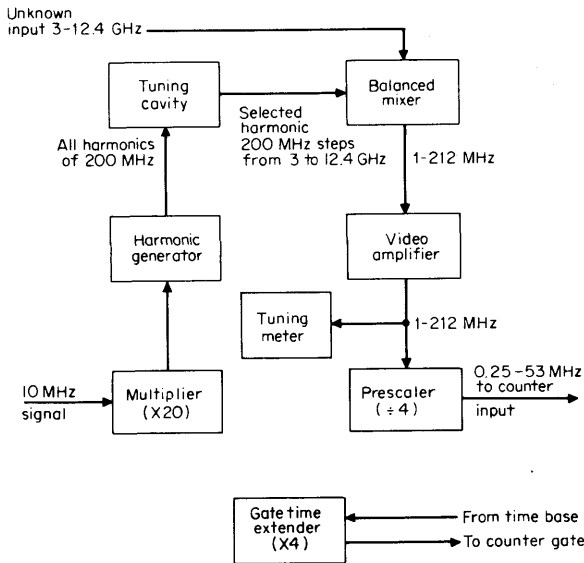 Unknown
input 3-12.4 GHz
Tuning
cavity
Balanced
mixer
Selected
harmonic
200 MHz steps
from 3 to 12.4 GHz
All harmonics
of 200 MHz
1-212 MHz
Harmonic
generator
Video
amplifier
Tuning
meter
1-212 MHz
10 MHz
signal
Multiplier
(X20)
Prescaler
(÷4)
0.25-53 MHz
to counter
input
Gate time
extender
(X4)
From time base
To counter gate